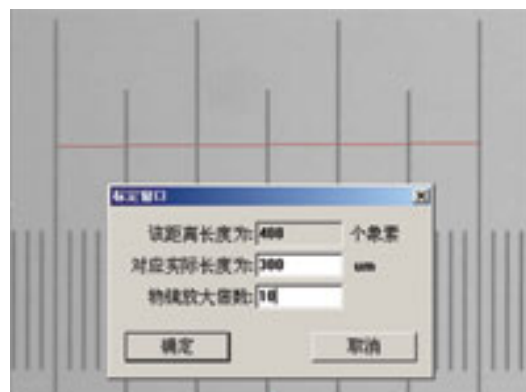 标定窗口
该距离长度为: 400 个象素
对应实际长度为: 300 um
物镜放大倍数: 10
确定 取消